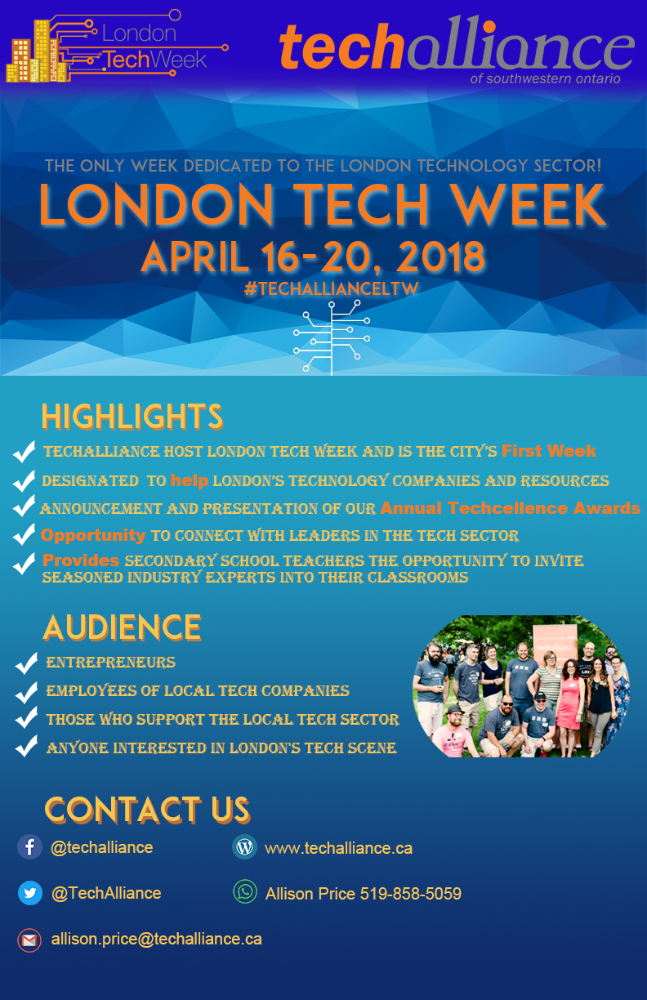 London
TechWeek
techalliance
of southwestern ontario
THE ONLY WEEK DEDICATED TO THE LONDON TECHNOLOGY SECTOR!
LONDON TECH WEEK
APRIL 16-20, 2018
#TECHALLIANCELTW
HIGHLIGHTS
TECHALLIANCE HOST LONDON TECH WEEK AND IS THE CITY'S First Week
DESIGNATED TO help LONDON'S TECHNOLOGY COMPANIES AND RESOURCES
ANNOUNCEMENT AND PRESENTATION OF OUR Annual Techcellence Awards
Opportunity TO CONNECT WITH LEADERS IN THE TECH SECTOR
Provides SECONDARY SCHOOL TEACHERS THE OPPORTUNITY TO INVITE
SEASONED INDUSTRY EXPERTS INTO THEIR CLASSROOMS
AUDIENCE
ENTREPRENEURS
EMPLOYEES OF LOCAL TECH COMPANIES
THOSE WHO SUPPORT THE LOCAL TECH SECTOR
ANYONE INTERESTED IN LONDON'S TECH SCENE
techalliance
CONTACT US
@techalliance
www.techalliance.ca
@TechAlliance
Allison Price 519-858-5059
allison.price@techalliance.ca